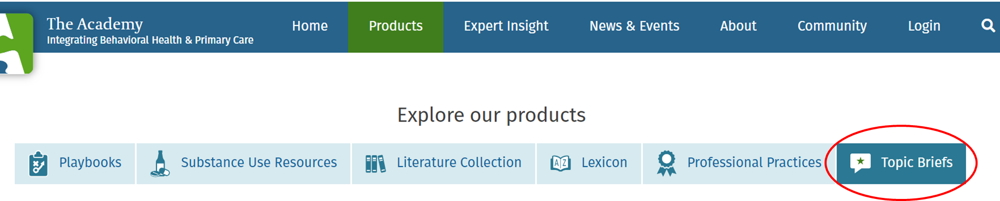 The Academy
Integrating Behavioral Health & Primary Care
Home Products Expert Insight News & Events About Community Login
Explore our products
Playbooks Substance Use Resources Literature Collection A Z Lexicon Professional Practices Topic Briefs